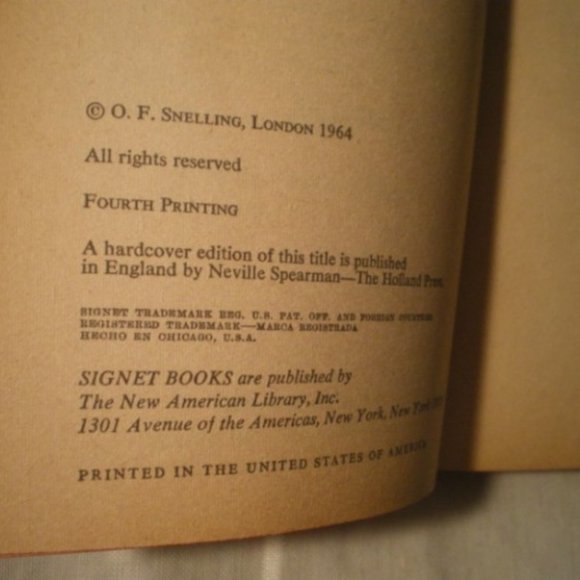 © O. F. SNELLING, LONDON 1964
All rights reserved
FOURTH PRINTING
A hardcover edition of this title is published
in England by Neville Spearman—The Holland Press.
SIGNET TRADEMARK REG. U.S. PAT. OFF. AND FOREIGN COUNTRIES
REGISTERED TRADEMARK—MARCA REGISTRADA
HECHO EN CHICAGO, U.S.A.
SIGNET BOOKS are published by
The New American Library, Inc.
1301 Avenue of the Americas, New York, New York
PRINTED IN THE UNITED STATES OF AMERICA